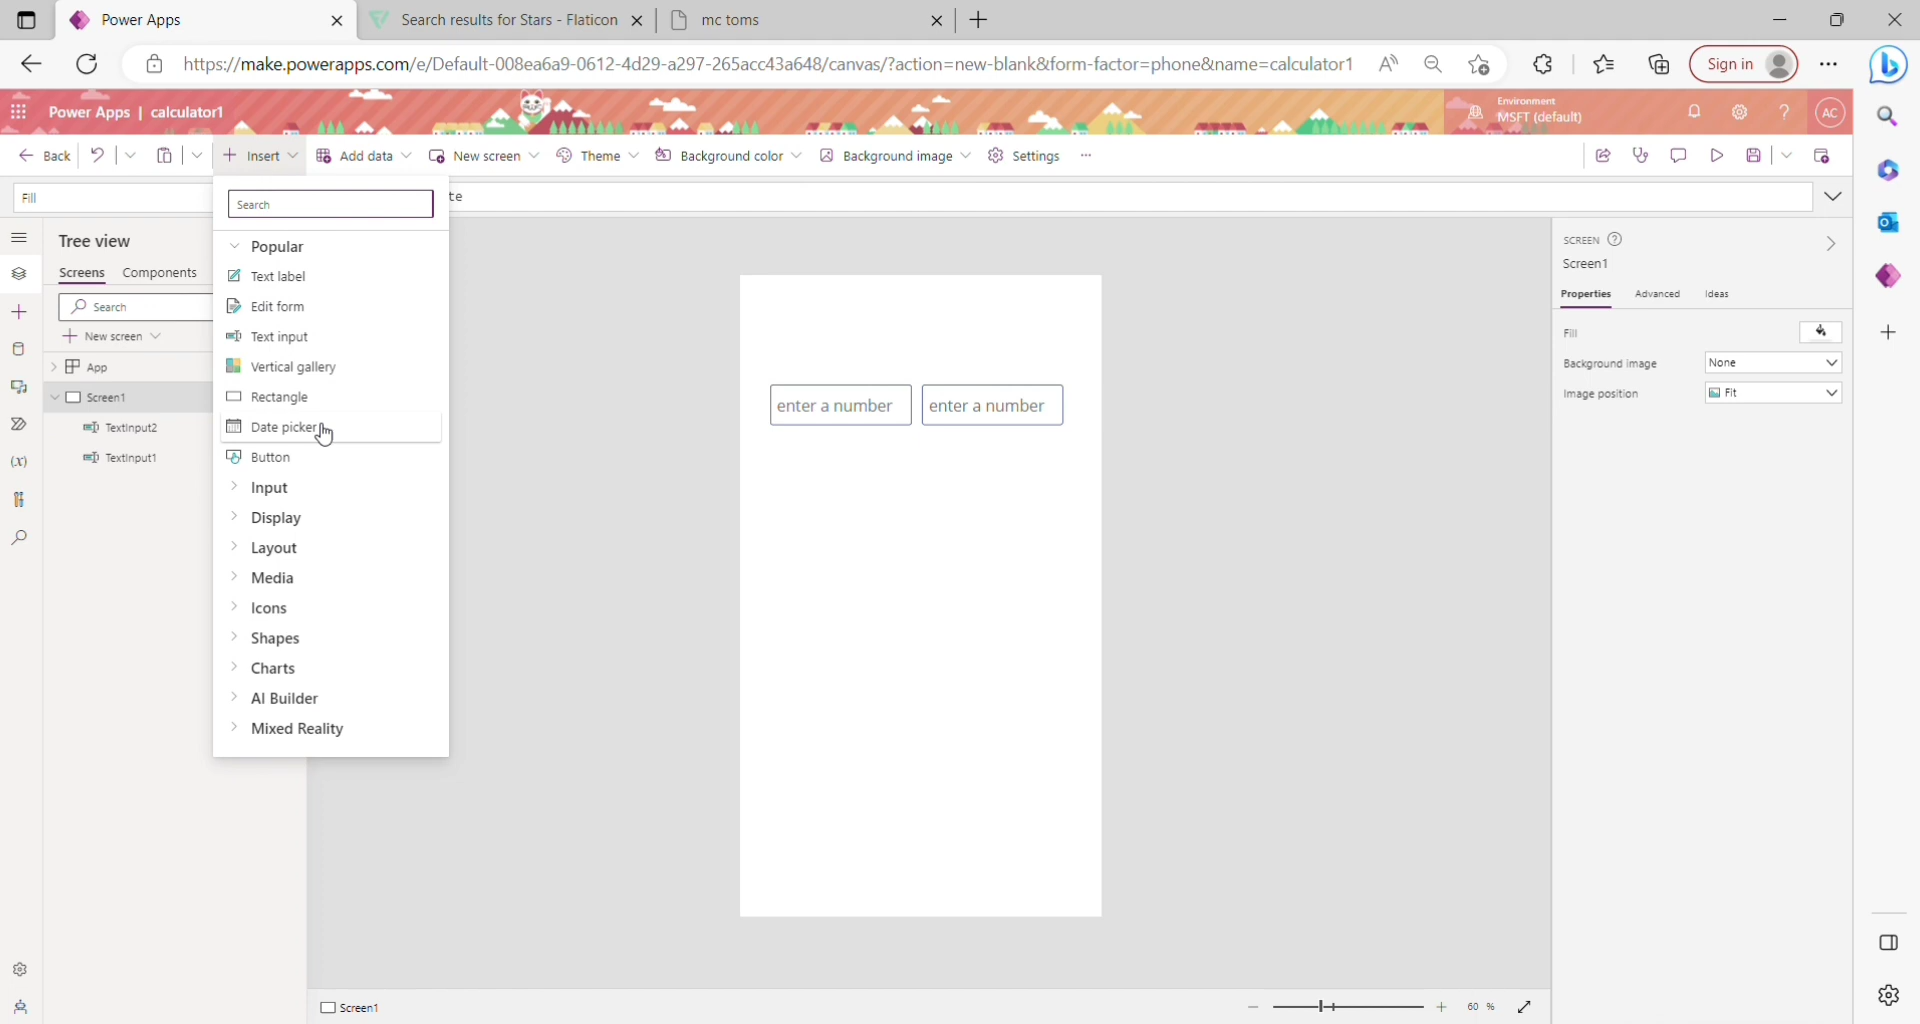 Power Apps
Search results for Stars - Flaticon
mc toms
https://make.powerapps.com/e/Default-008ea6a9-0612-4d29-a297-265acc43a648/canvas/?action=new-blank&form-factor=phone&name=calculator1
Sign in
Power Apps | calculator1
Environment
MSFT (default)
AC
Back
Insert
Add data
New screen
Theme
Background color
Background image
Settings
Fill
te
Search
Tree view
Screens
Components
Search
New screen
App
Screen1
TextInput2
TextInput1
Popular
Text label
Edit form
Text input
Vertical gallery
Rectangle
Date picker
Button
Input
Display
Layout
Media
Icons
Shapes
Charts
AI Builder
Mixed Reality
enter a number
enter a number
SCREEN
Screen1
Properties
Advanced
Ideas
Fill
Background image
None
Image position
Fit
Screen1
60 %